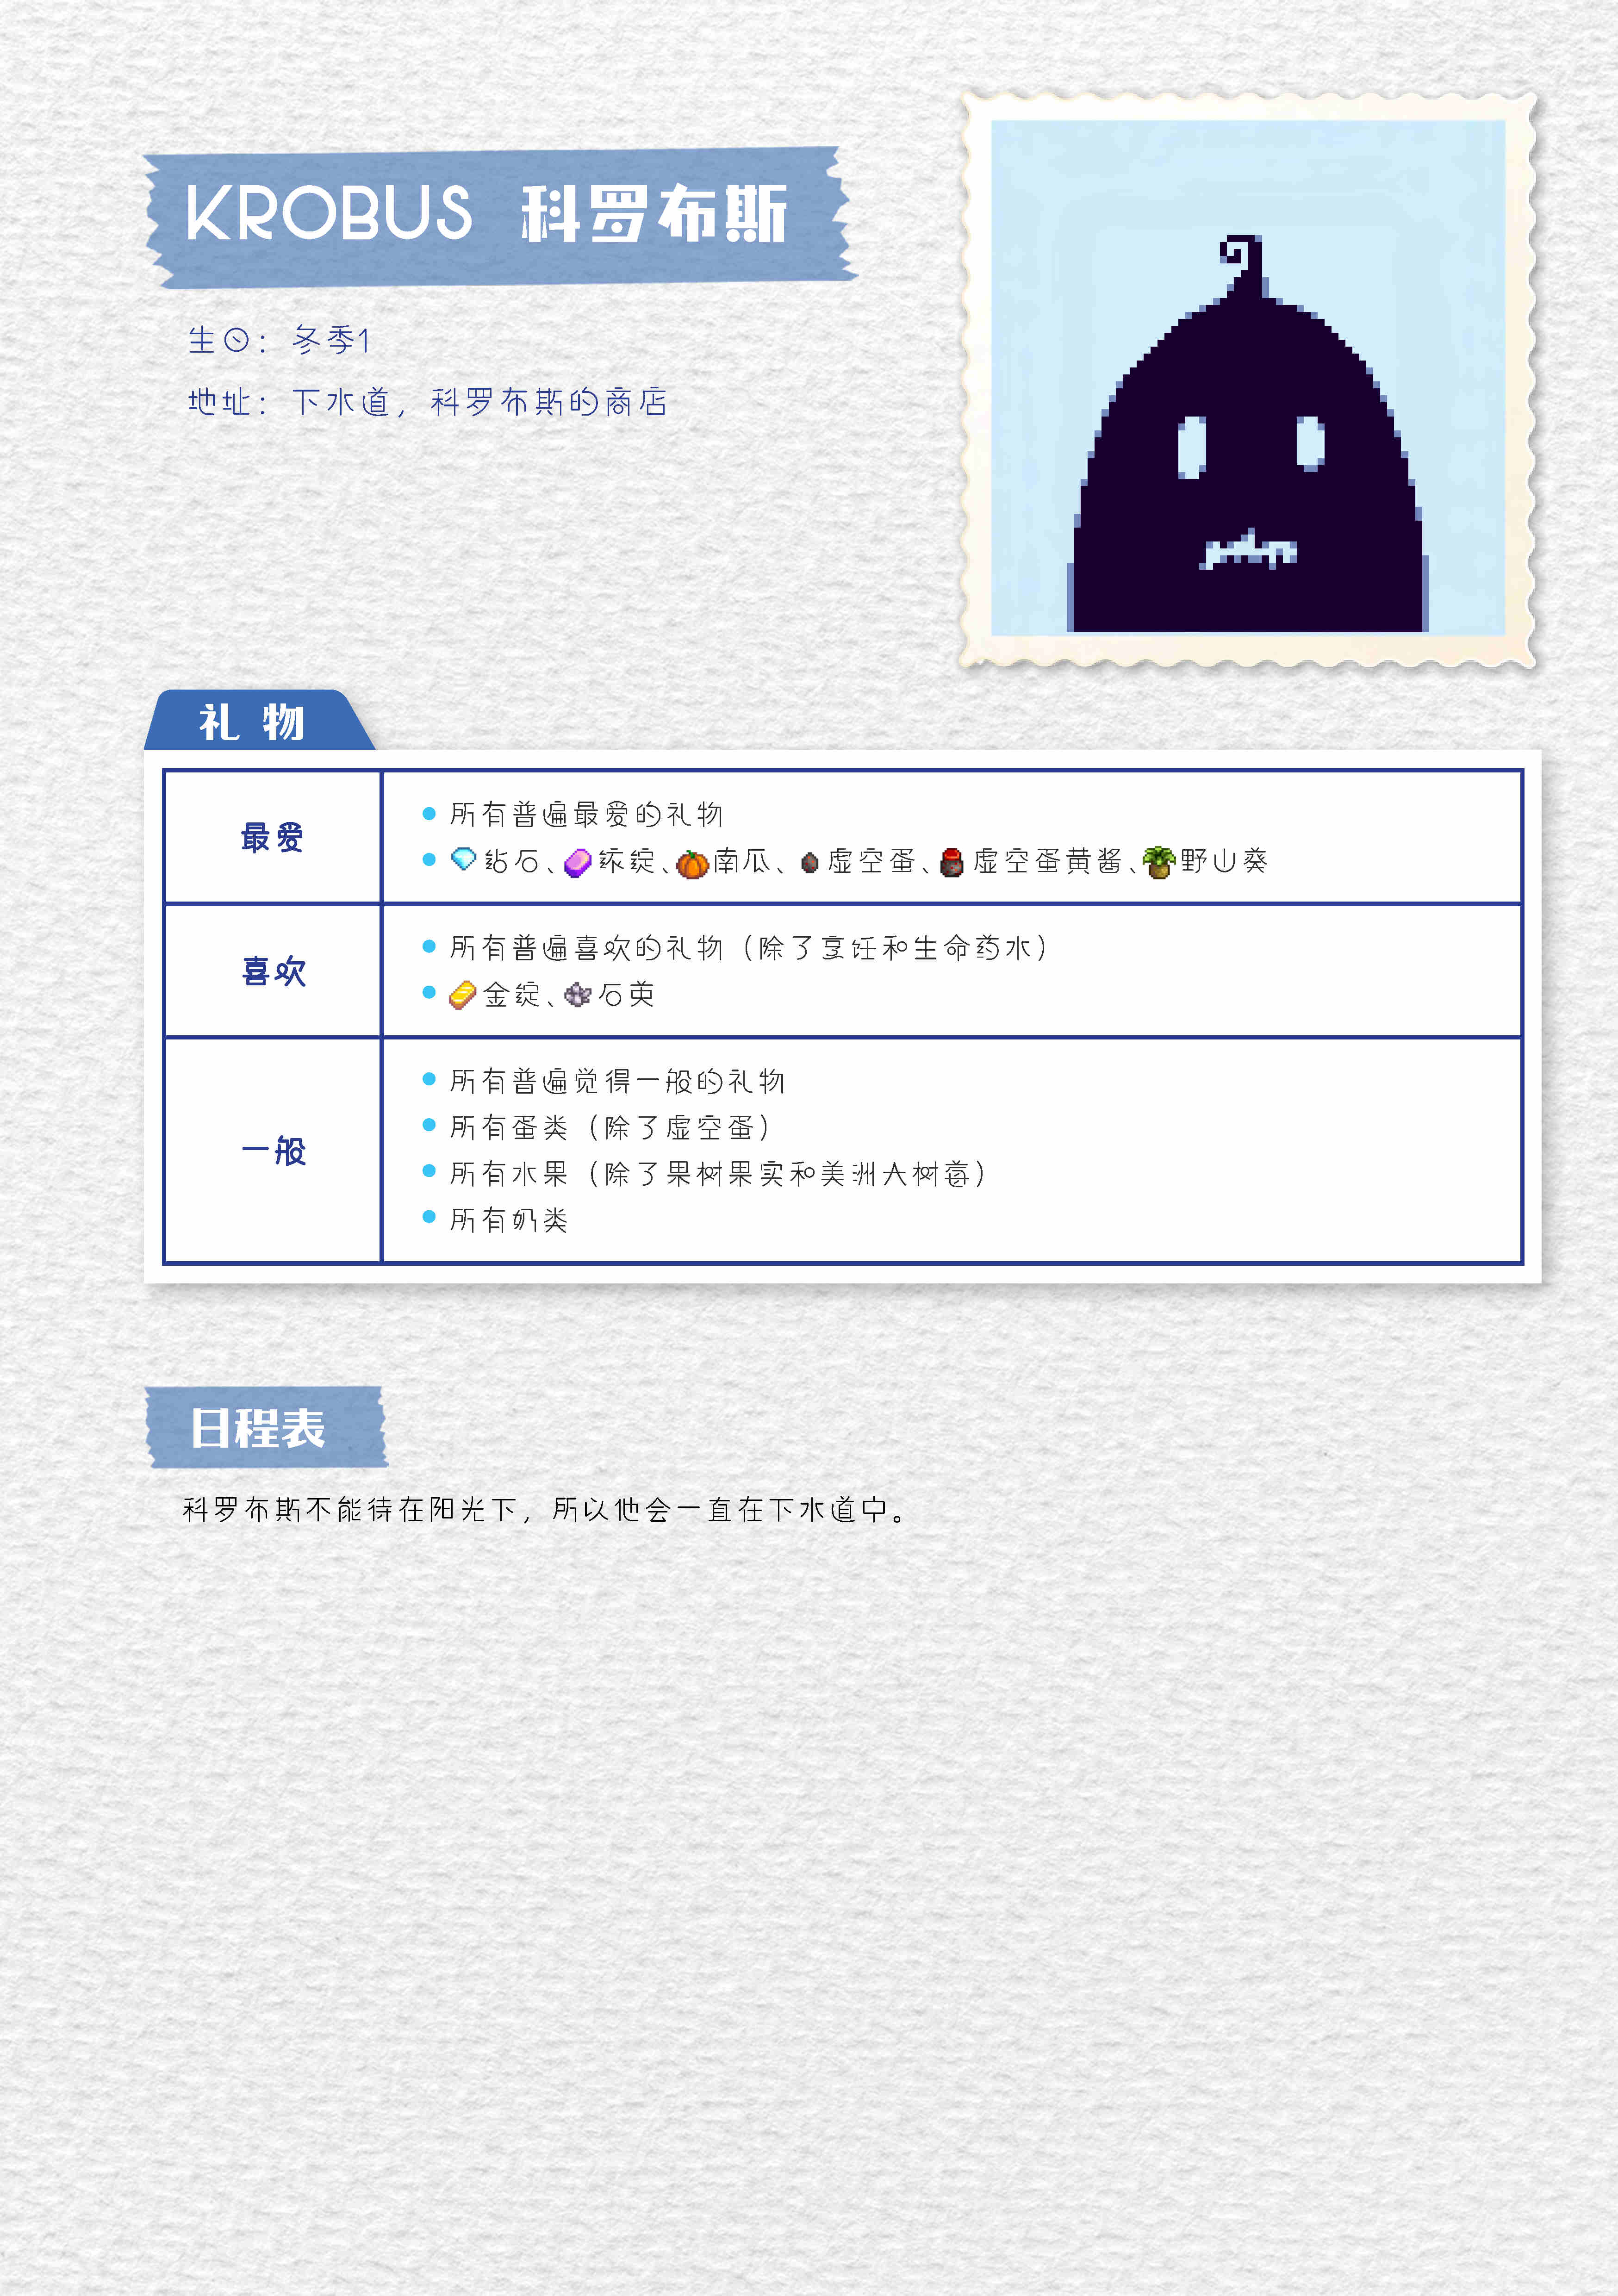 KROBUS 科罗布斯
生日：冬季1
地址：下水道，科罗布斯的商店
礼物
最爱
所有普遍最爱的礼物
钻石、铱锭、南瓜、虚空蛋、虚空蛋黄酱、野山葵
喜欢
所有普遍喜欢的礼物（除了烹饪和生命药水）
金锭、石英
一般
所有普遍觉得一般的礼物
所有蛋类（除了虚空蛋）
所有水果（除了果树果实和美洲大树莓）
所有奶类
日程表
科罗布斯不能待在阳光下，所以他会一直在下水道中。